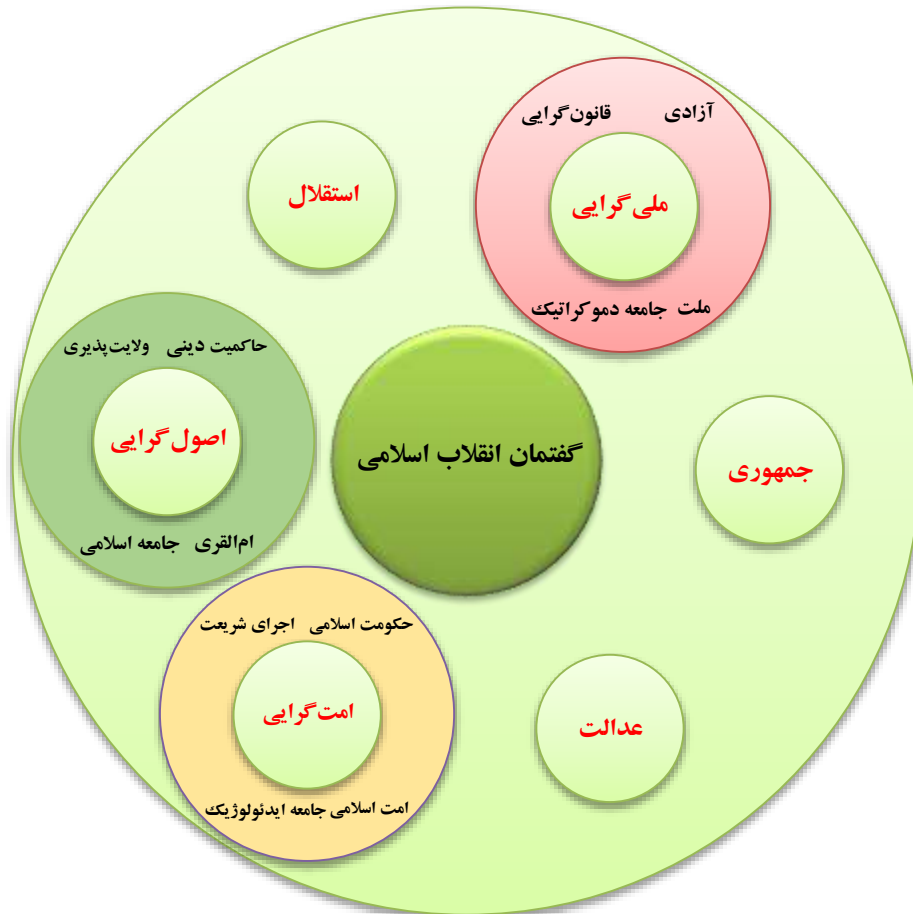 آزادی قانون‌گرایی
ملی‌گرایی
ملت جامعه دموکراتیک
استقلال
حاکمیت دینی ولایت‌پذیری
اصول‌گرایی
ام‌القری جامعه اسلامی
گفتمان انقلاب اسلامی
جمهوری
حکومت اسلامی اجرای شریعت
امت‌گرایی
امت اسلامی جامعه ایدئولوژیک
عدالت